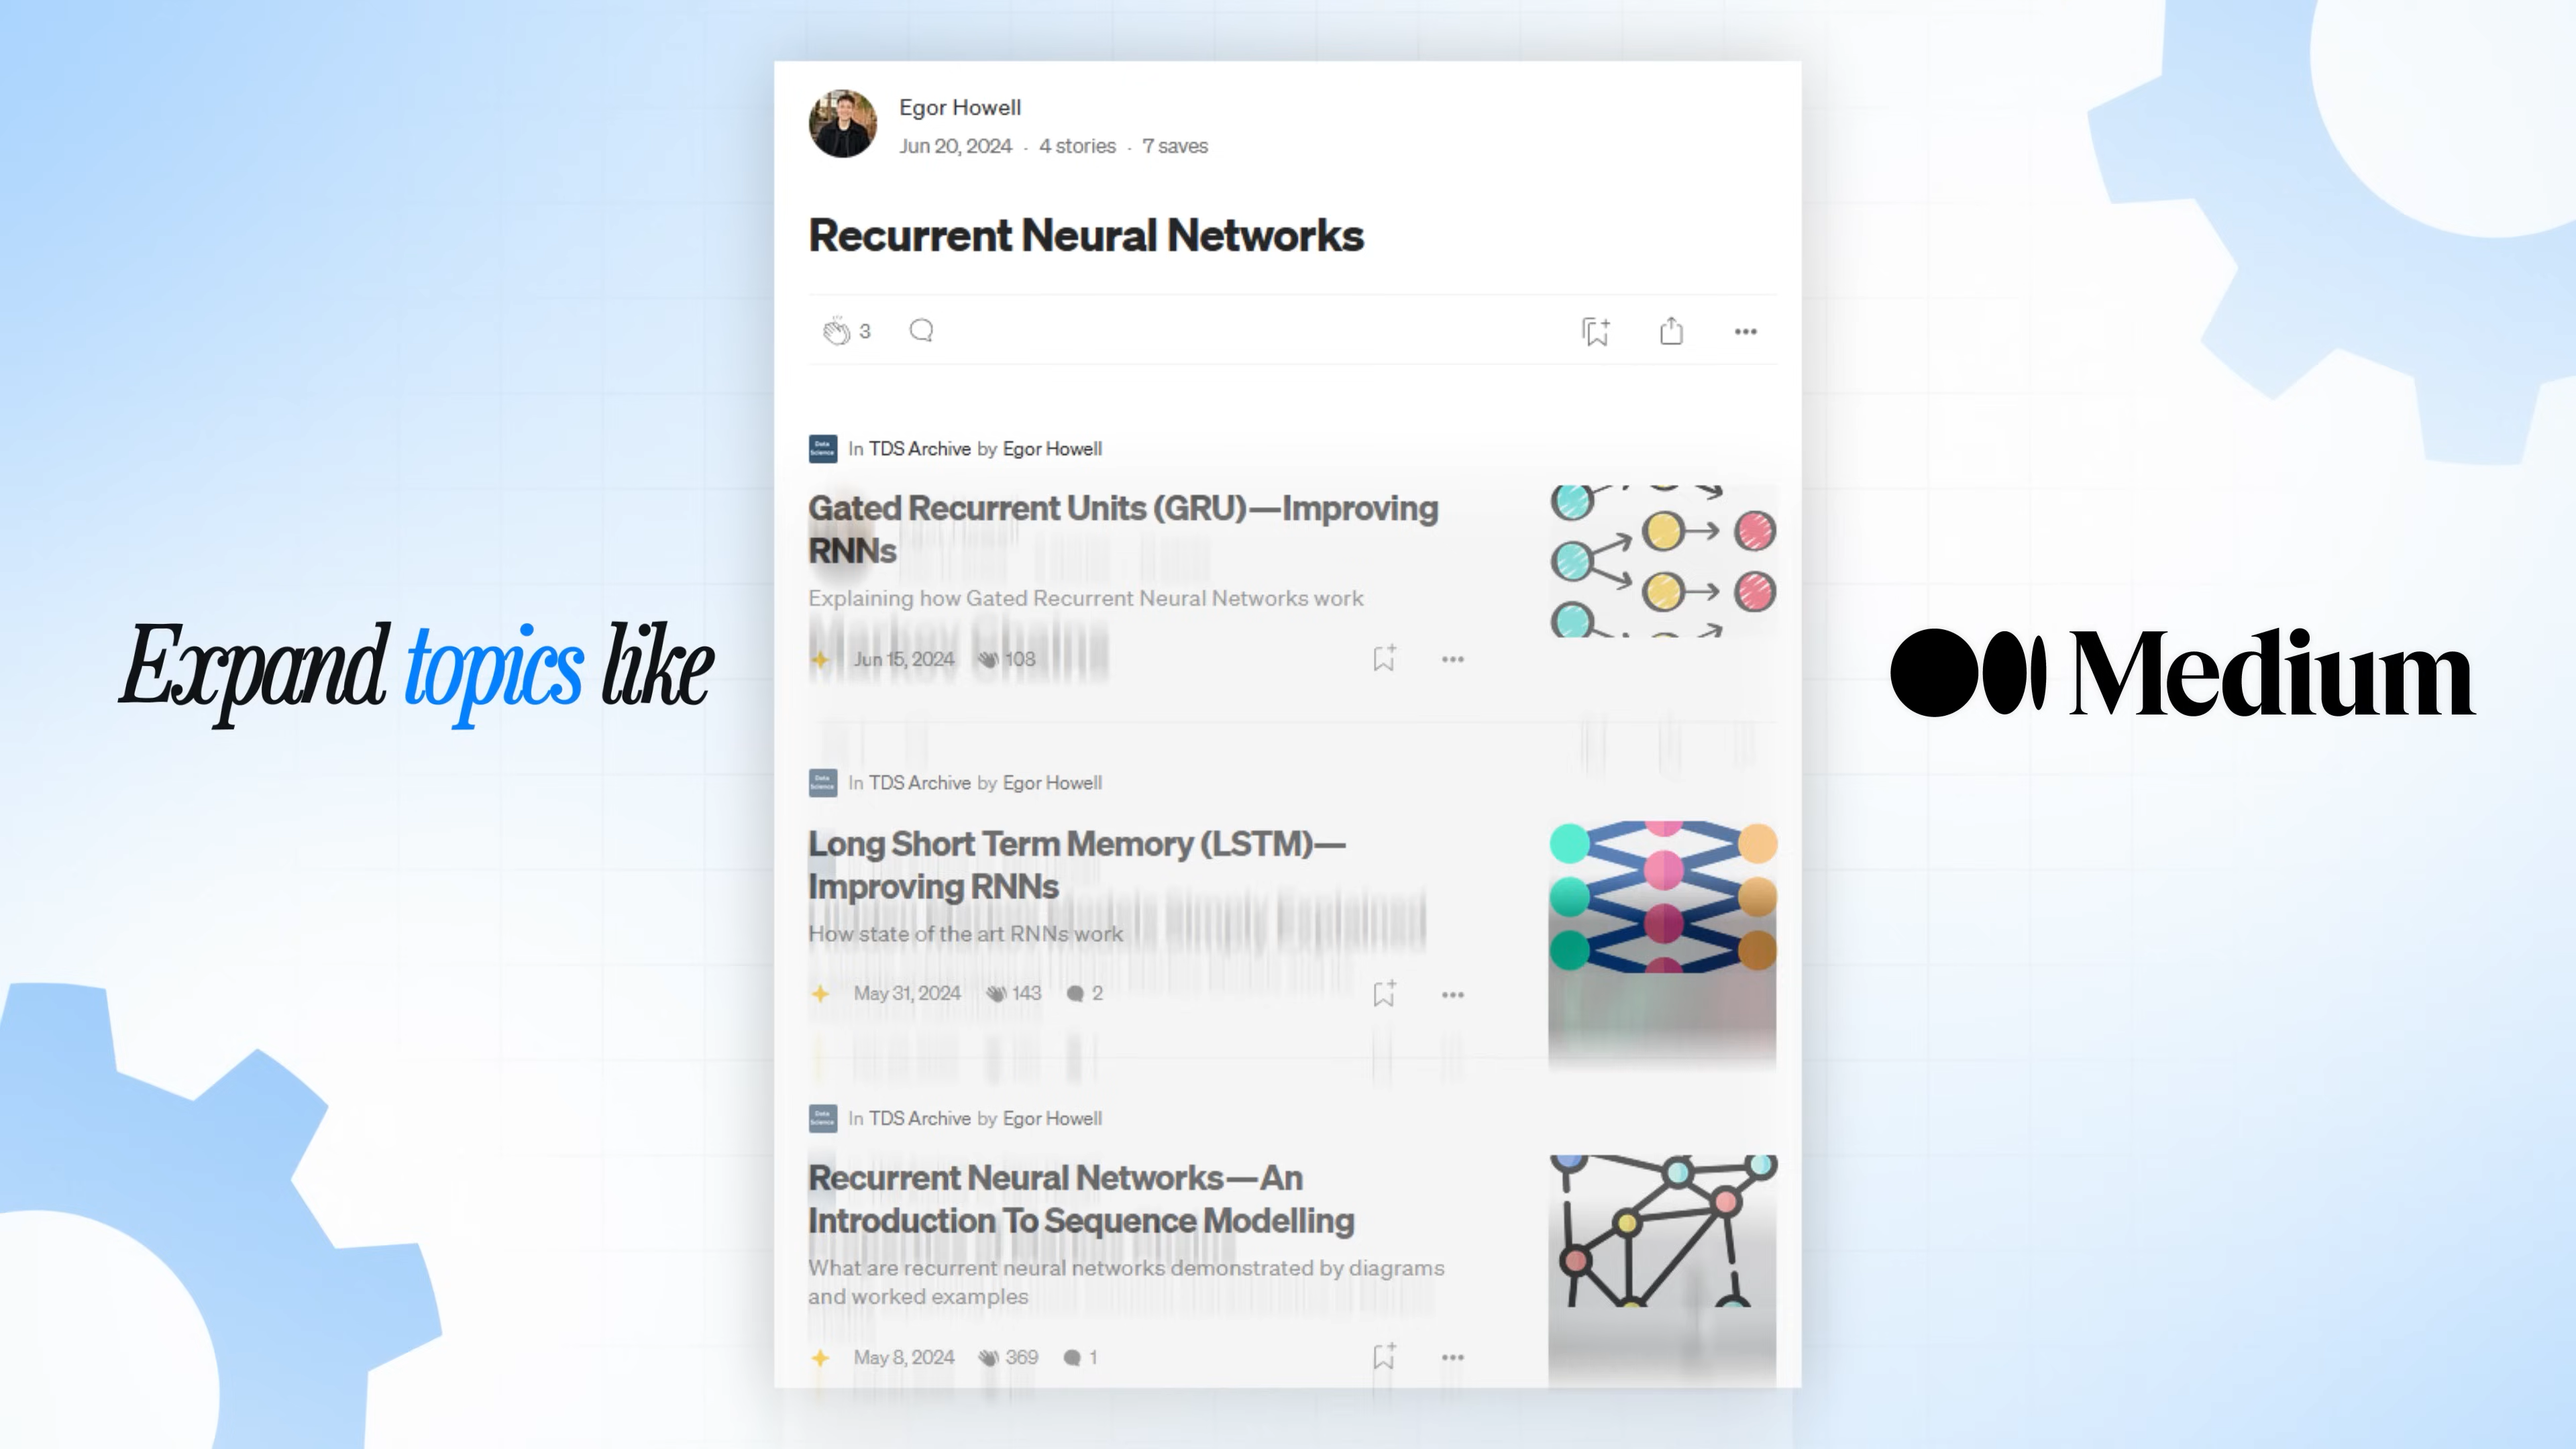 Egor Howell
Jun 20, 2024 · 4 stories · 7 saves
Recurrent Neural Networks
3
In TDS Archive by Egor Howell
Gated Recurrent Units (GRU)—Improving
RNNs
Explaining how Gated Recurrent Neural Networks work
Markov Chains
Jun 15, 2024 108
Expand topics like
Medium
Data
Science
In TDS Archive by Egor Howell
Long Short Term Memory (LSTM)—
Improving RNNs
How state of the art RNNs work
May 31, 2024 143 2
In TDS Archive by Egor Howell
Recurrent Neural Networks—An
Introduction To Sequence Modelling
What are recurrent neural networks demonstrated by diagrams
and worked examples
May 8, 2024 369 1